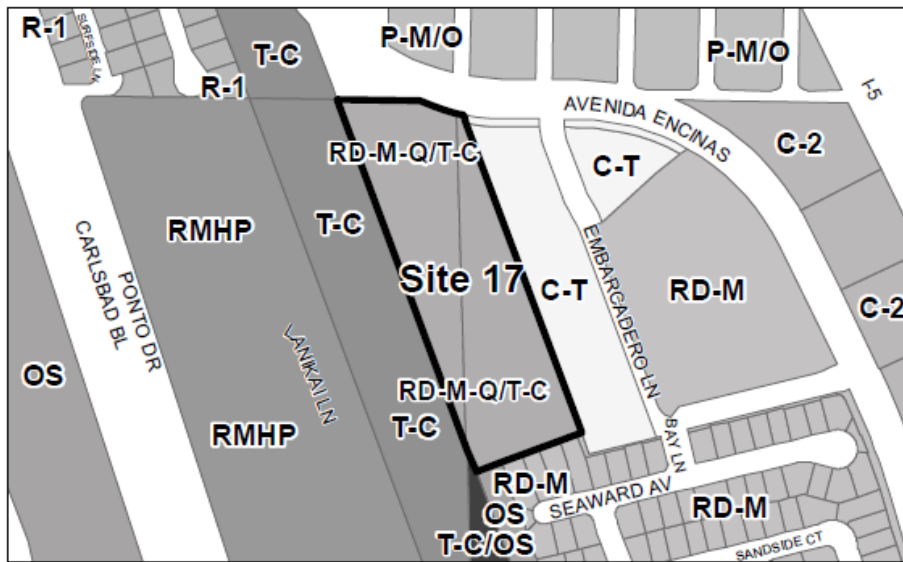 R-1
SURFSIDE LN
T-C
P-M/O
P-M/O
R-1
I-5
AVENIDA ENCINAS
C-2
RD-M-Q/T-C
C-T
RMHP
T-C
EMBARCADERO LN
Site 17
C-T
RD-M
C-2
PONTO DR
CARLSBAD BL
OS
LANIKAI LN
RD-M-Q/T-C
RMHP
T-C
BAY LN
RD-M
SEAWARD AV
RD-M
OS
T-C/OS
SANDSIDE CT